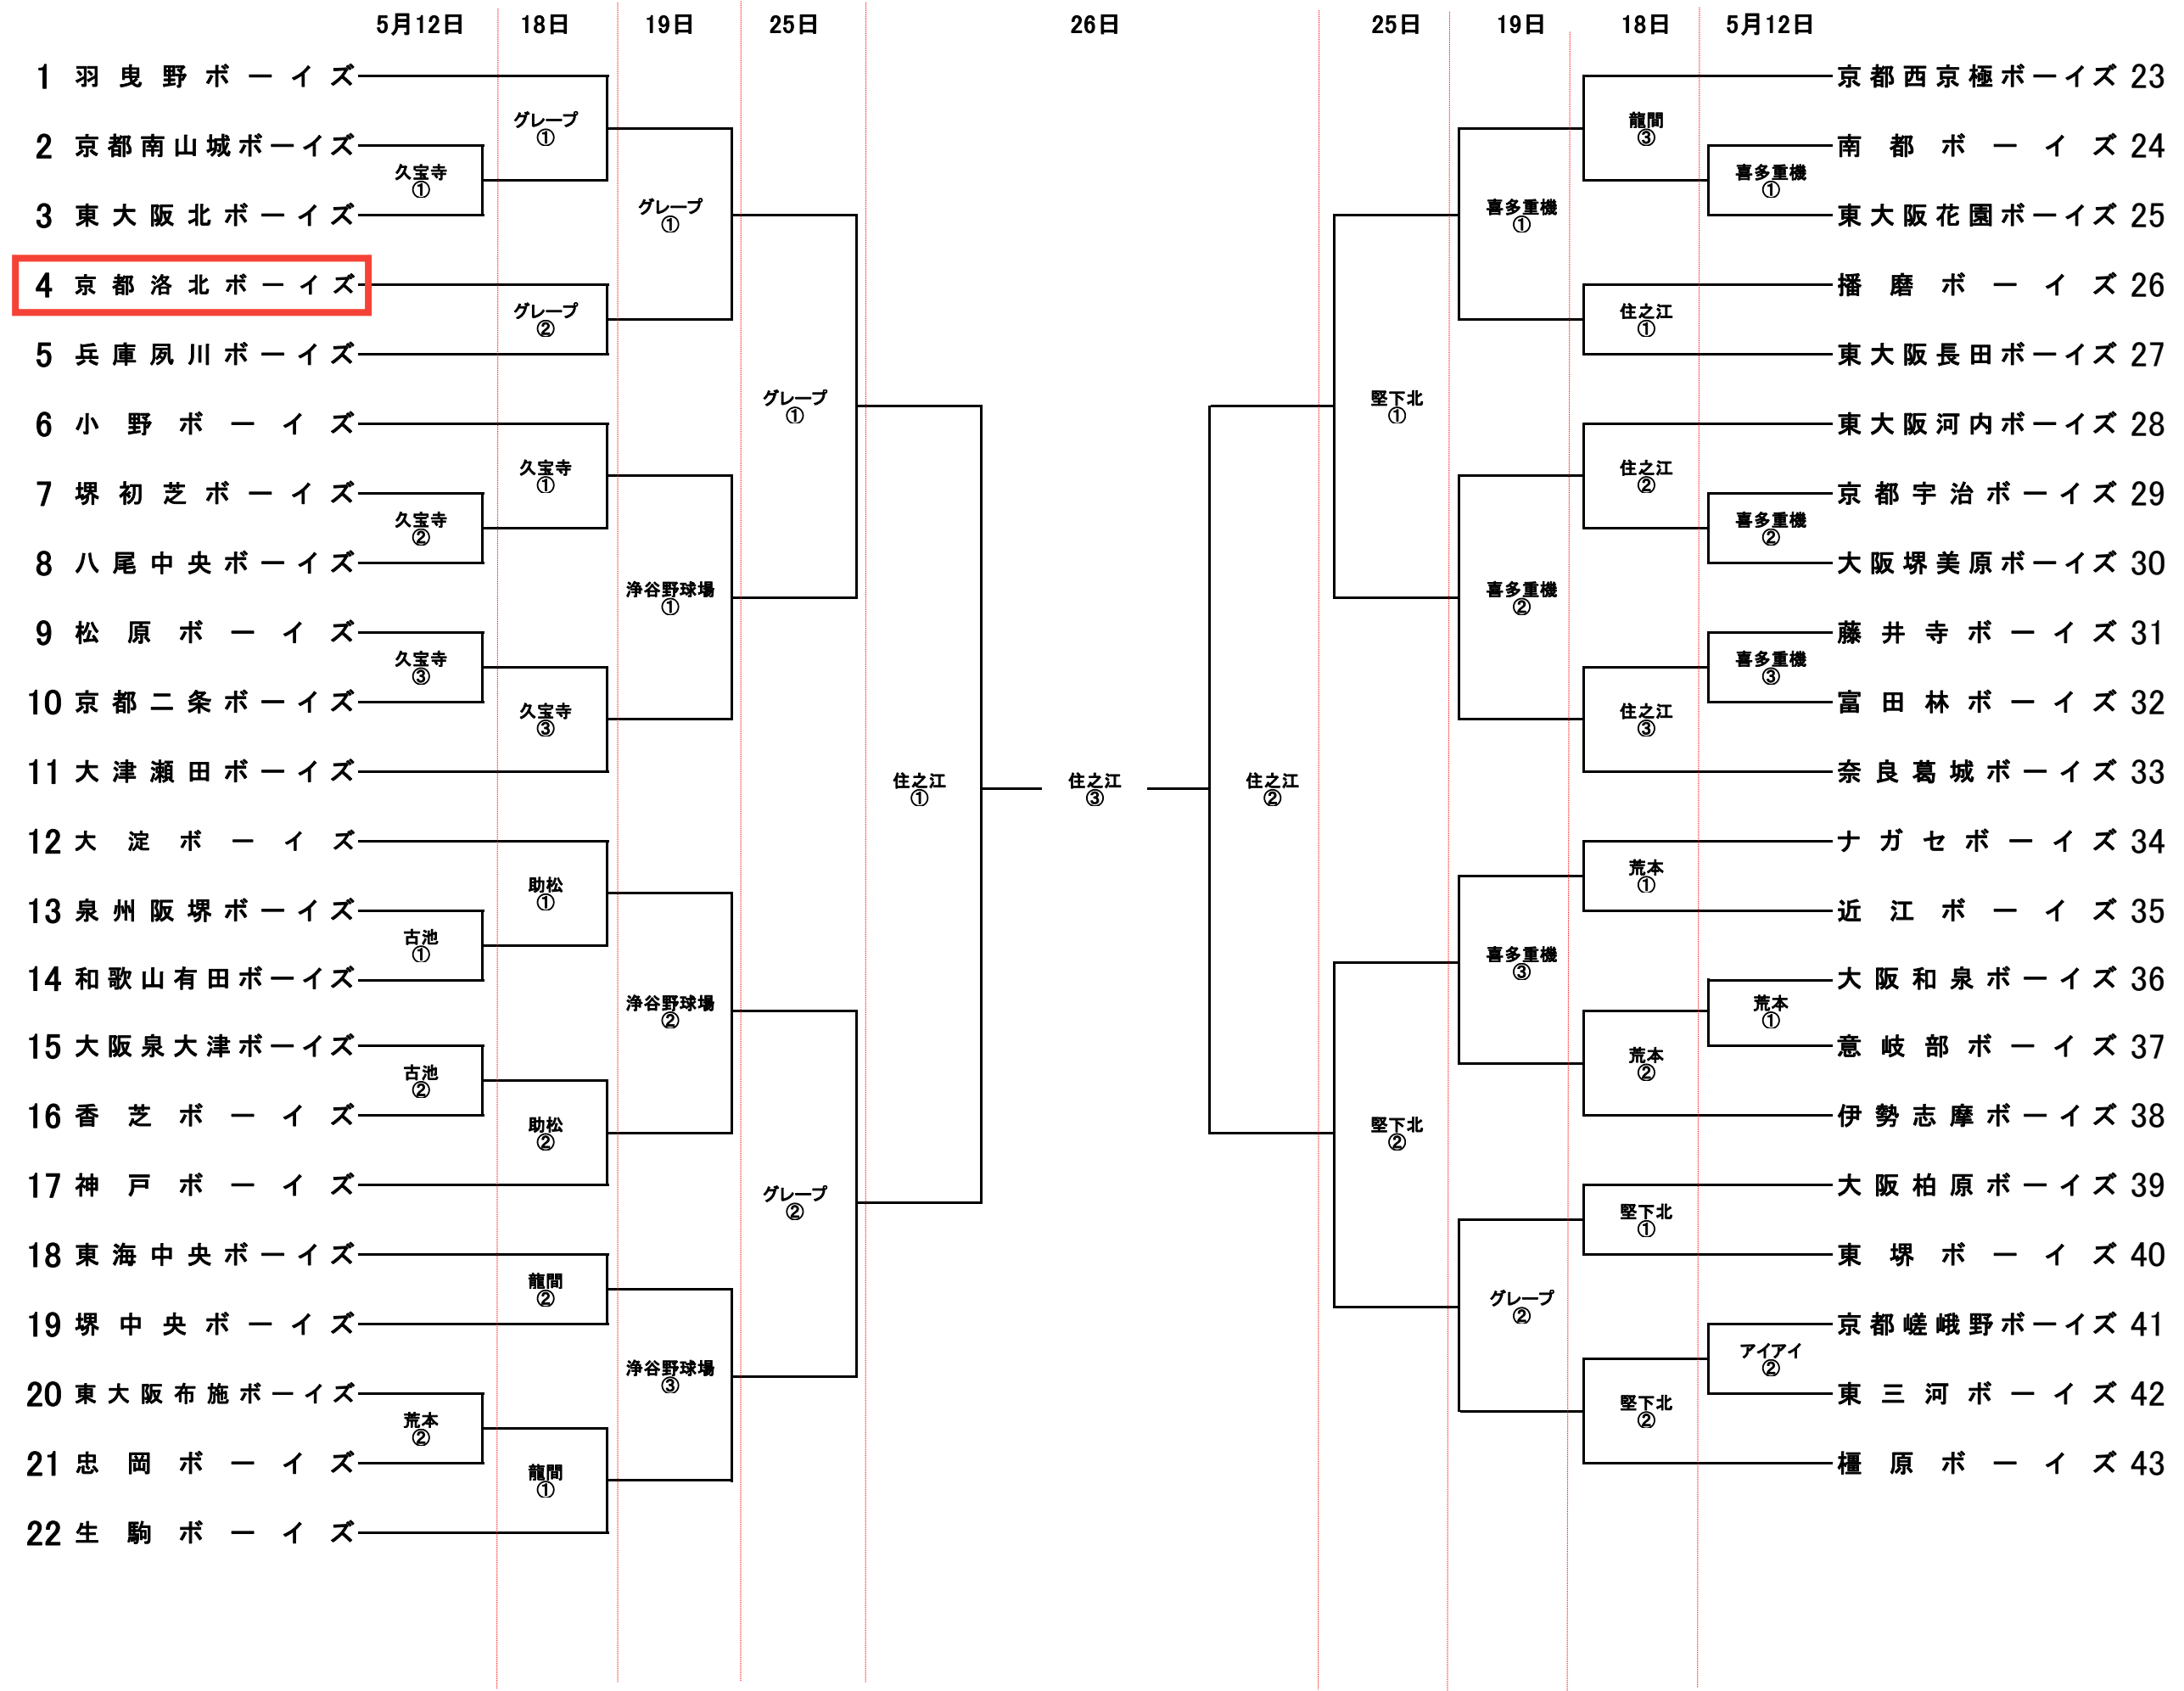 5月12日 18日 19日 25日 26日 25日 19日 18日 5月12日
1 羽曳野ボーイズ
2 京都南山城ボーイズ
3 東大阪北ボーイズ
4 京都洛北ボーイズ
5 兵庫夙川ボーイズ
6 小野ボーイズ
7 堺初芝ボーイズ
8 八尾中央ボーイズ
9 松原ボーイズ
10 京都二条ボーイズ
11 大津瀬田ボーイズ
12 大淀ボーイズ
13 泉州阪堺ボーイズ
14 和歌山有田ボーイズ
15 大阪泉大津ボーイズ
16 香芝ボーイズ
17 神戸ボーイズ
18 東海中央ボーイズ
19 堺中央ボーイズ
20 東大阪布施ボーイズ
21 忠岡ボーイズ
22 生駒ボーイズ
久宝寺
①
久宝寺
②
久宝寺
③
古池
①
古池
②
荒本
②
グレープ
①
グレープ
②
久宝寺
①
久宝寺
③
助松
①
助松
②
龍間
②
龍間
①
グレープ
①
浄谷野球場
①
浄谷野球場
②
浄谷野球場
③
グレープ
①
グレープ
②
住之江
①
住之江
③
住之江
②
堅下北
①
堅下北
②
喜多重機
①
喜多重機
②
喜多重機
③
グレープ
②
龍間
③
住之江
①
住之江
②
住之江
③
荒本
①
荒本
②
堅下北
①
堅下北
②
喜多重機
①
喜多重機
②
喜多重機
③
荒本
①
アイアイ
②
京都西京極ボーイズ 23
南都ボーイズ 24
東大阪花園ボーイズ 25
播磨ボーイズ 26
東大阪長田ボーイズ 27
東大阪河内ボーイズ 28
京都宇治ボーイズ 29
大阪堺美原ボーイズ 30
藤井寺ボーイズ 31
富田林ボーイズ 32
奈良葛城ボーイズ 33
ナガセボーイズ 34
近江ボーイズ 35
大阪和泉ボーイズ 36
意岐部ボーイズ 37
伊勢志摩ボーイズ 38
大阪柏原ボーイズ 39
東堺ボーイズ 40
京都嵯峨野ボーイズ 41
東三河ボーイズ 42
橿原ボーイズ 43